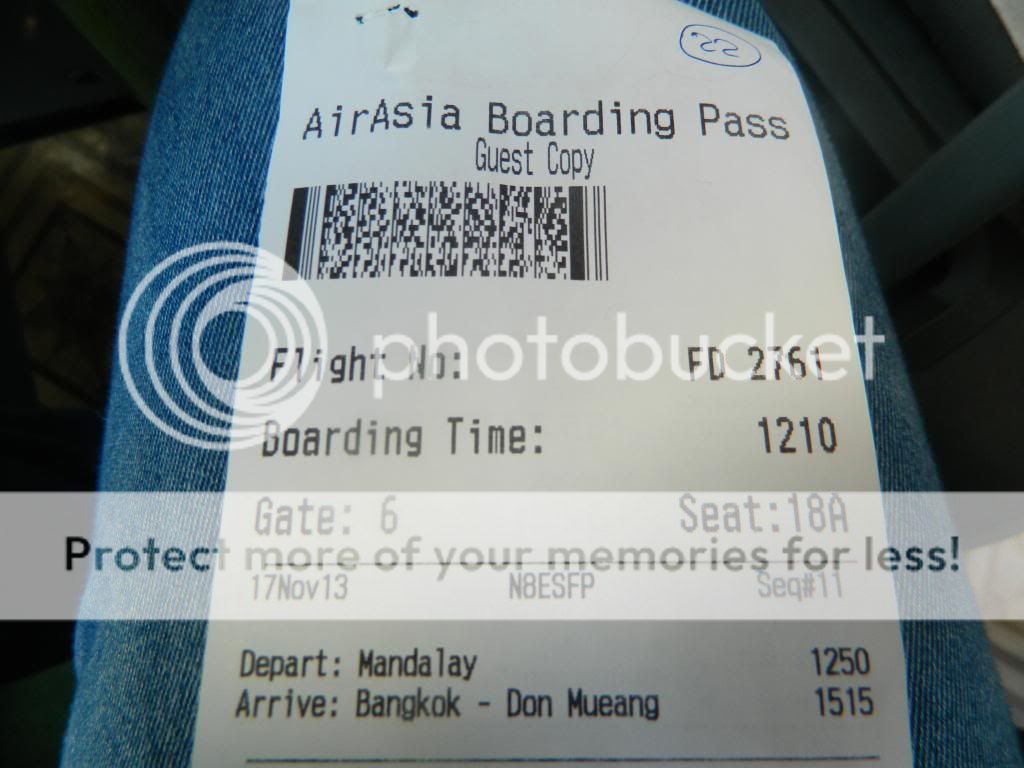 22
AirAsia Boarding Pass
Guest Copy
photobucket
Flight No: FD 2761
Boarding Time: 1210
Gate: 6 Seat:18A
Protect more of your memories for less!
17Nov13 N8ESFP Seq#11
Depart: Mandalay 1250
Arrive: Bangkok - Don Mueang 1515